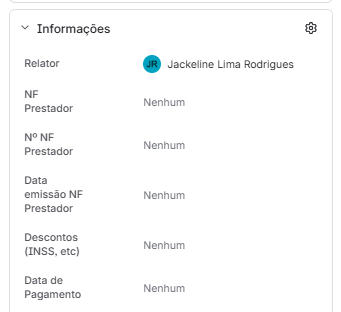 Informações
Relator
JR Jackeline Lima Rodrigues
NF
Prestador
Nenhum
Nº NF
Prestador
Nenhum
Data
emissão NF
Prestador
Nenhum
Descontos
(INSS, etc)
Nenhum
Data de
Pagamento
Nenhum